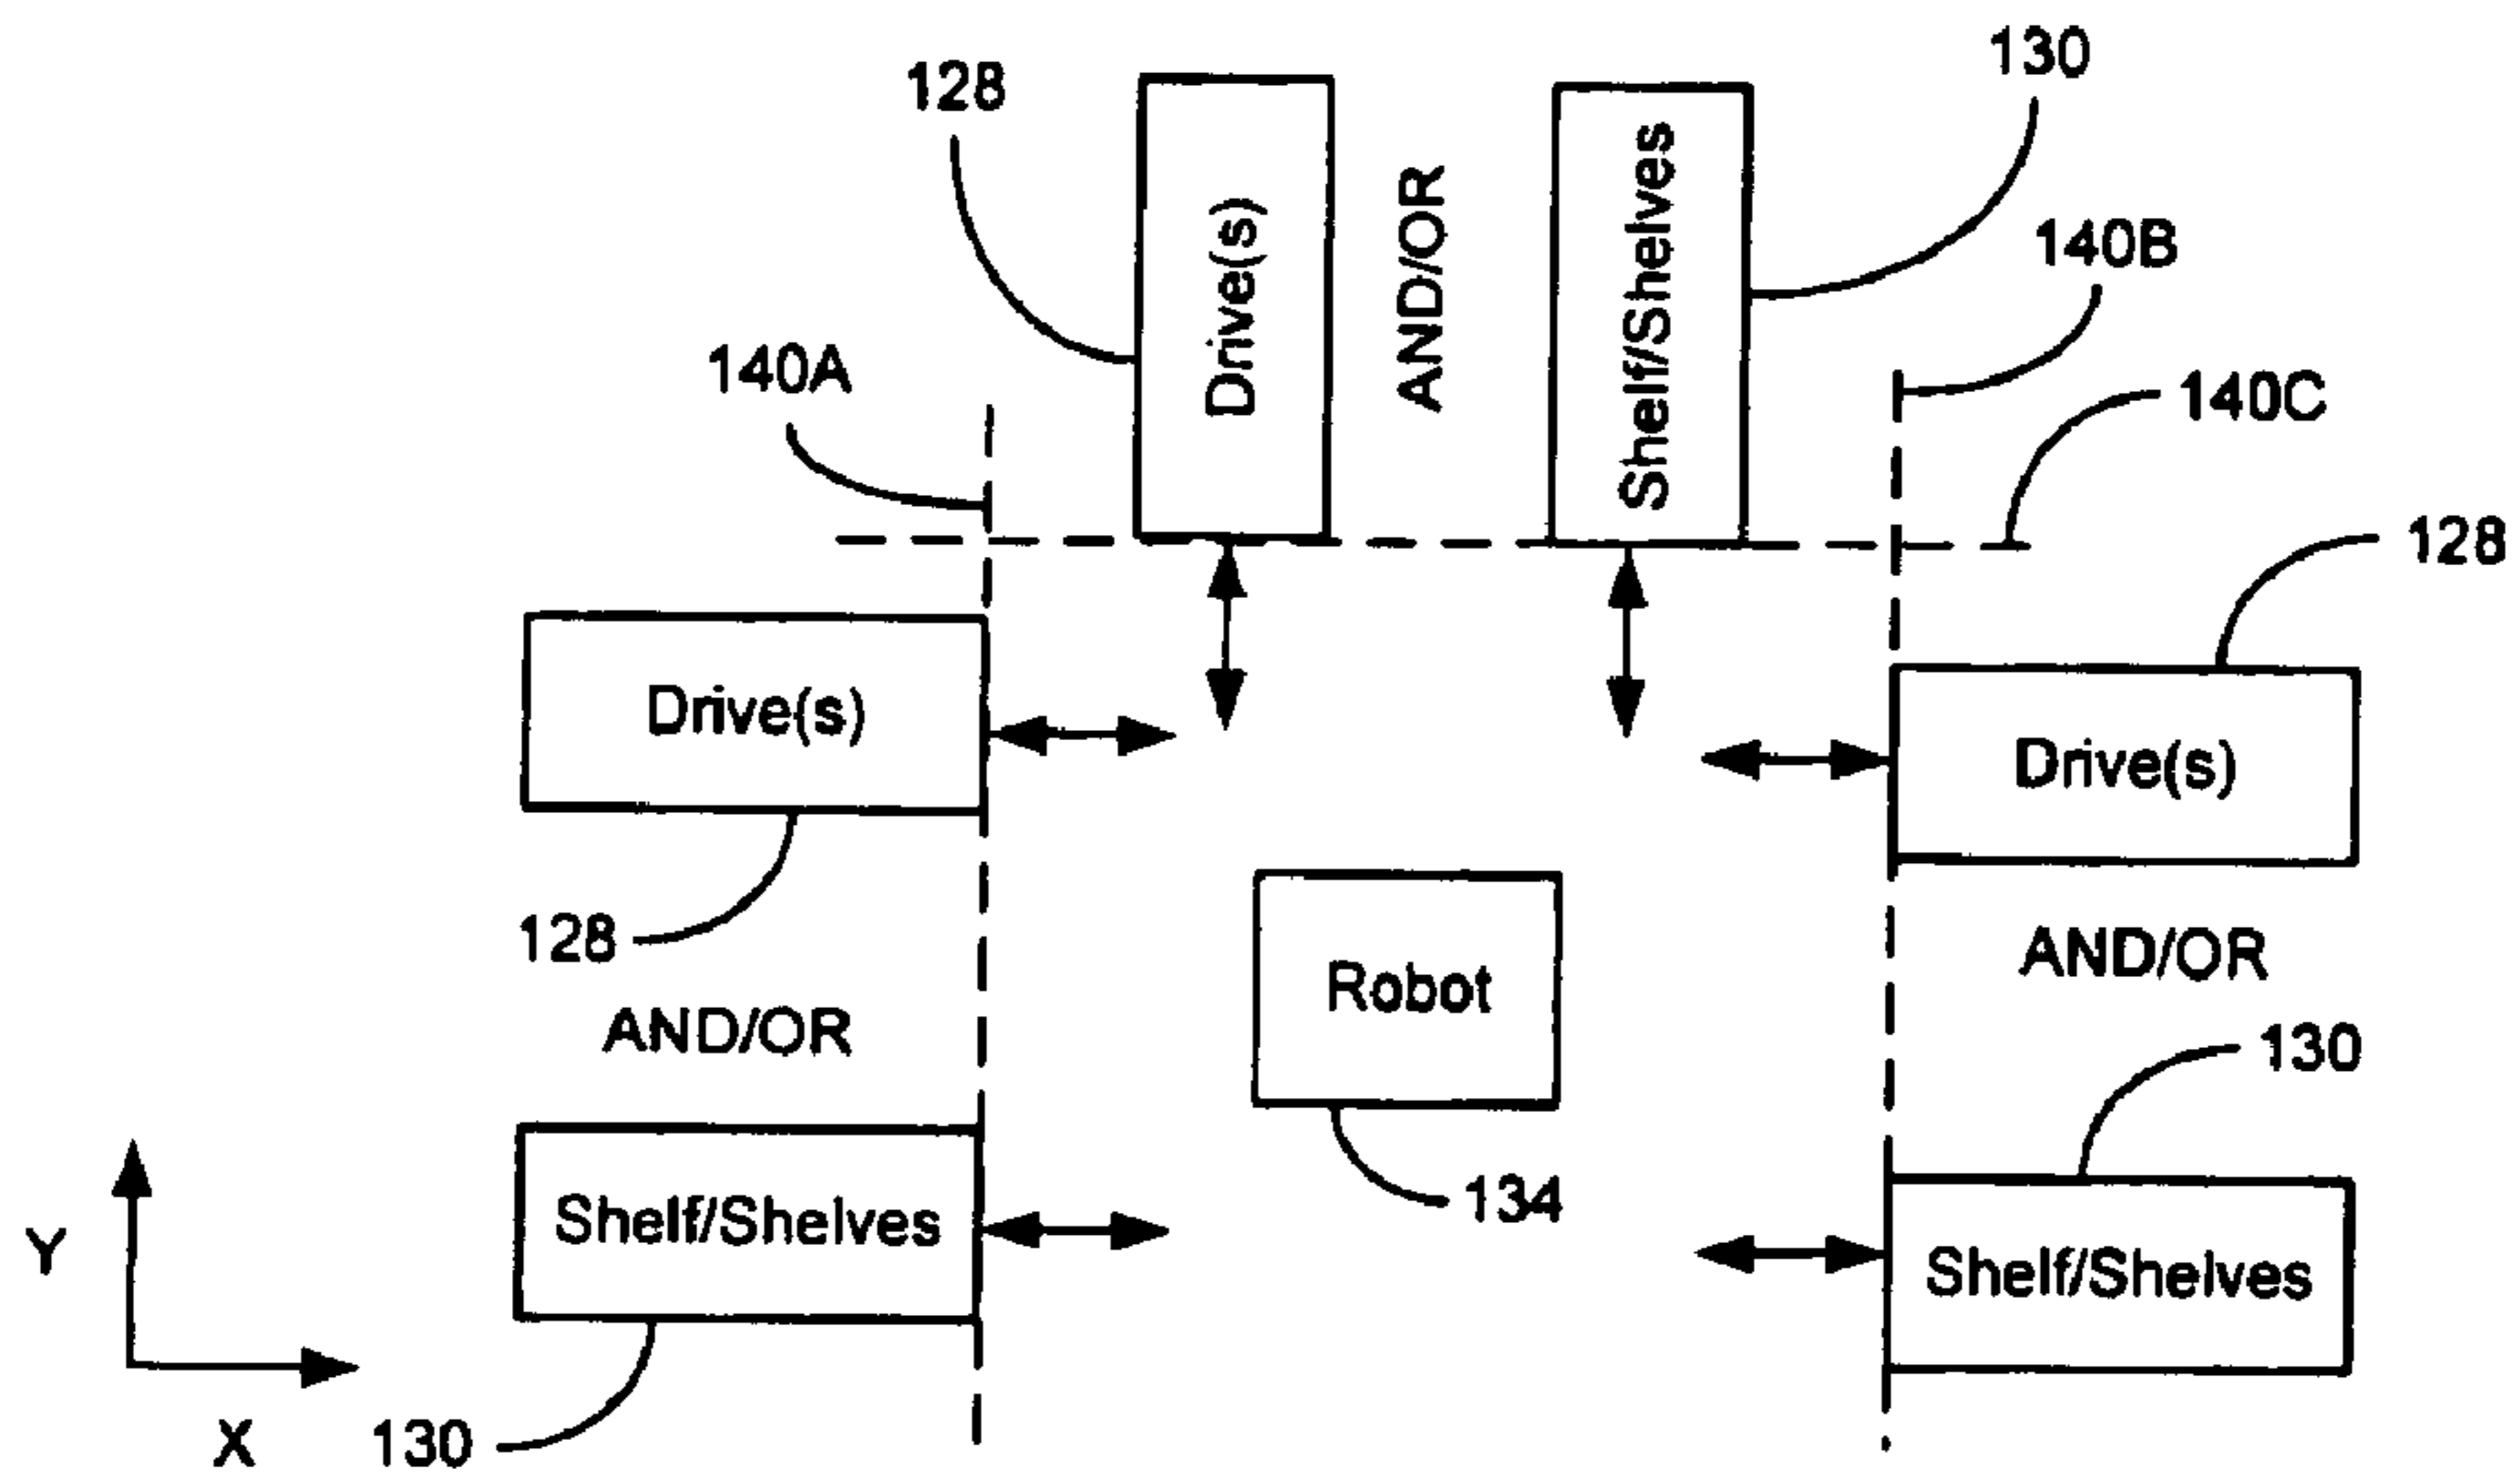 130
128
140B
Drive(s)
AND/OR
Shelf/Shelves
140A
140C
128
Drive(s)
Drive(s)
128
AND/OR
Robot
AND/OR
130
Shelf/Shelves
134
Shelf/Shelves
Y
X
130